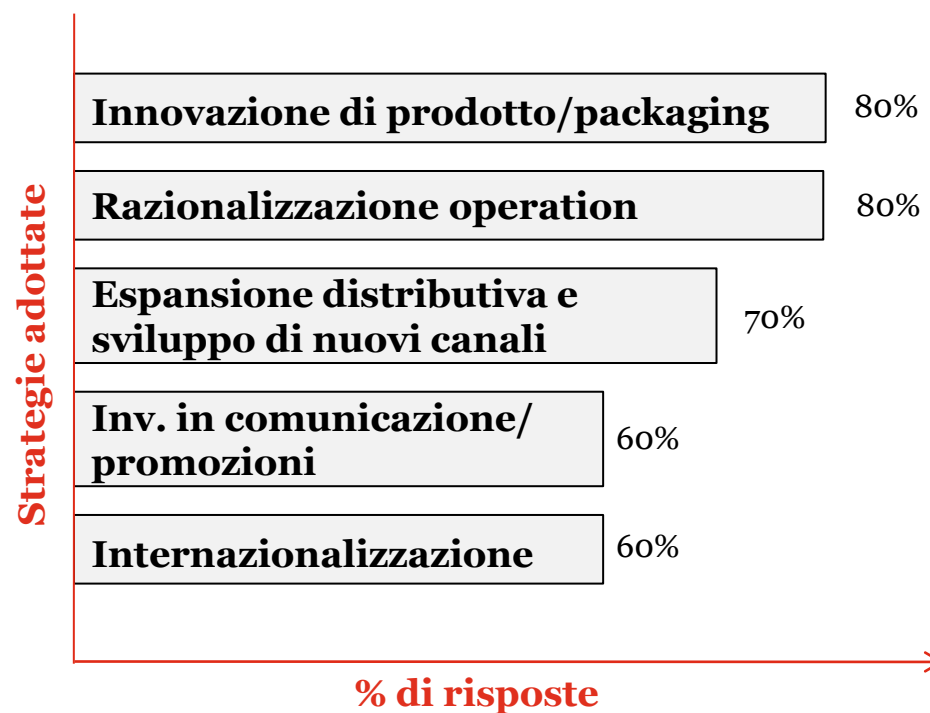 Strategie adottate
Innovazione di prodotto/packaging
80%
Razionalizzazione operation
80%
Espansione distributiva e
sviluppo di nuovi canali
70%
Inv. in comunicazione/
promozioni
60%
Internazionalizzazione
60%
% di risposte